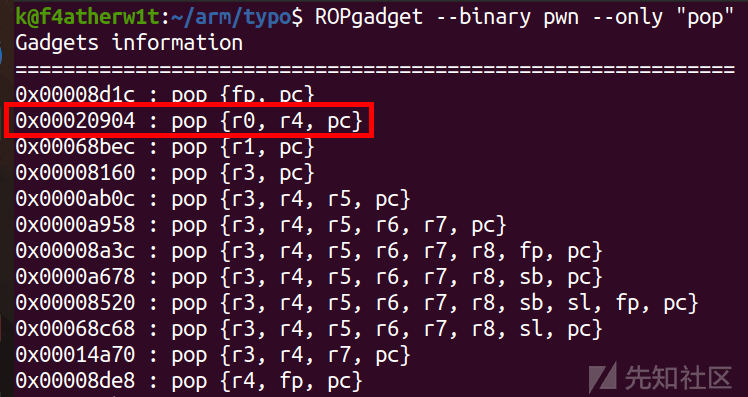 k@f4atherw1t:~/arm/typo$ ROPgadget --binary pwn --only "pop"
Gadgets information
============================================================
0x00008d1c : pop {fp, pc}
0x00020904 : pop {r0, r4, pc}
0x00068bec : pop {r1, pc}
0x00008160 : pop {r3, pc}
0x0000ab0c : pop {r3, r4, r5, pc}
0x0000a958 : pop {r3, r4, r5, r6, r7, pc}
0x00008a3c : pop {r3, r4, r5, r6, r7, r8, fp, pc}
0x0000a678 : pop {r3, r4, r5, r6, r7, r8, sb, pc}
0x00008520 : pop {r3, r4, r5, r6, r7, r8, sb, sl, fp, pc}
0x00068c68 : pop {r3, r4, r5, r6, r7, r8, sl, pc}
0x00014a70 : pop {r3, r4, r7, pc}
0x00008de8 : pop {r4, fp, pc}
先知社区